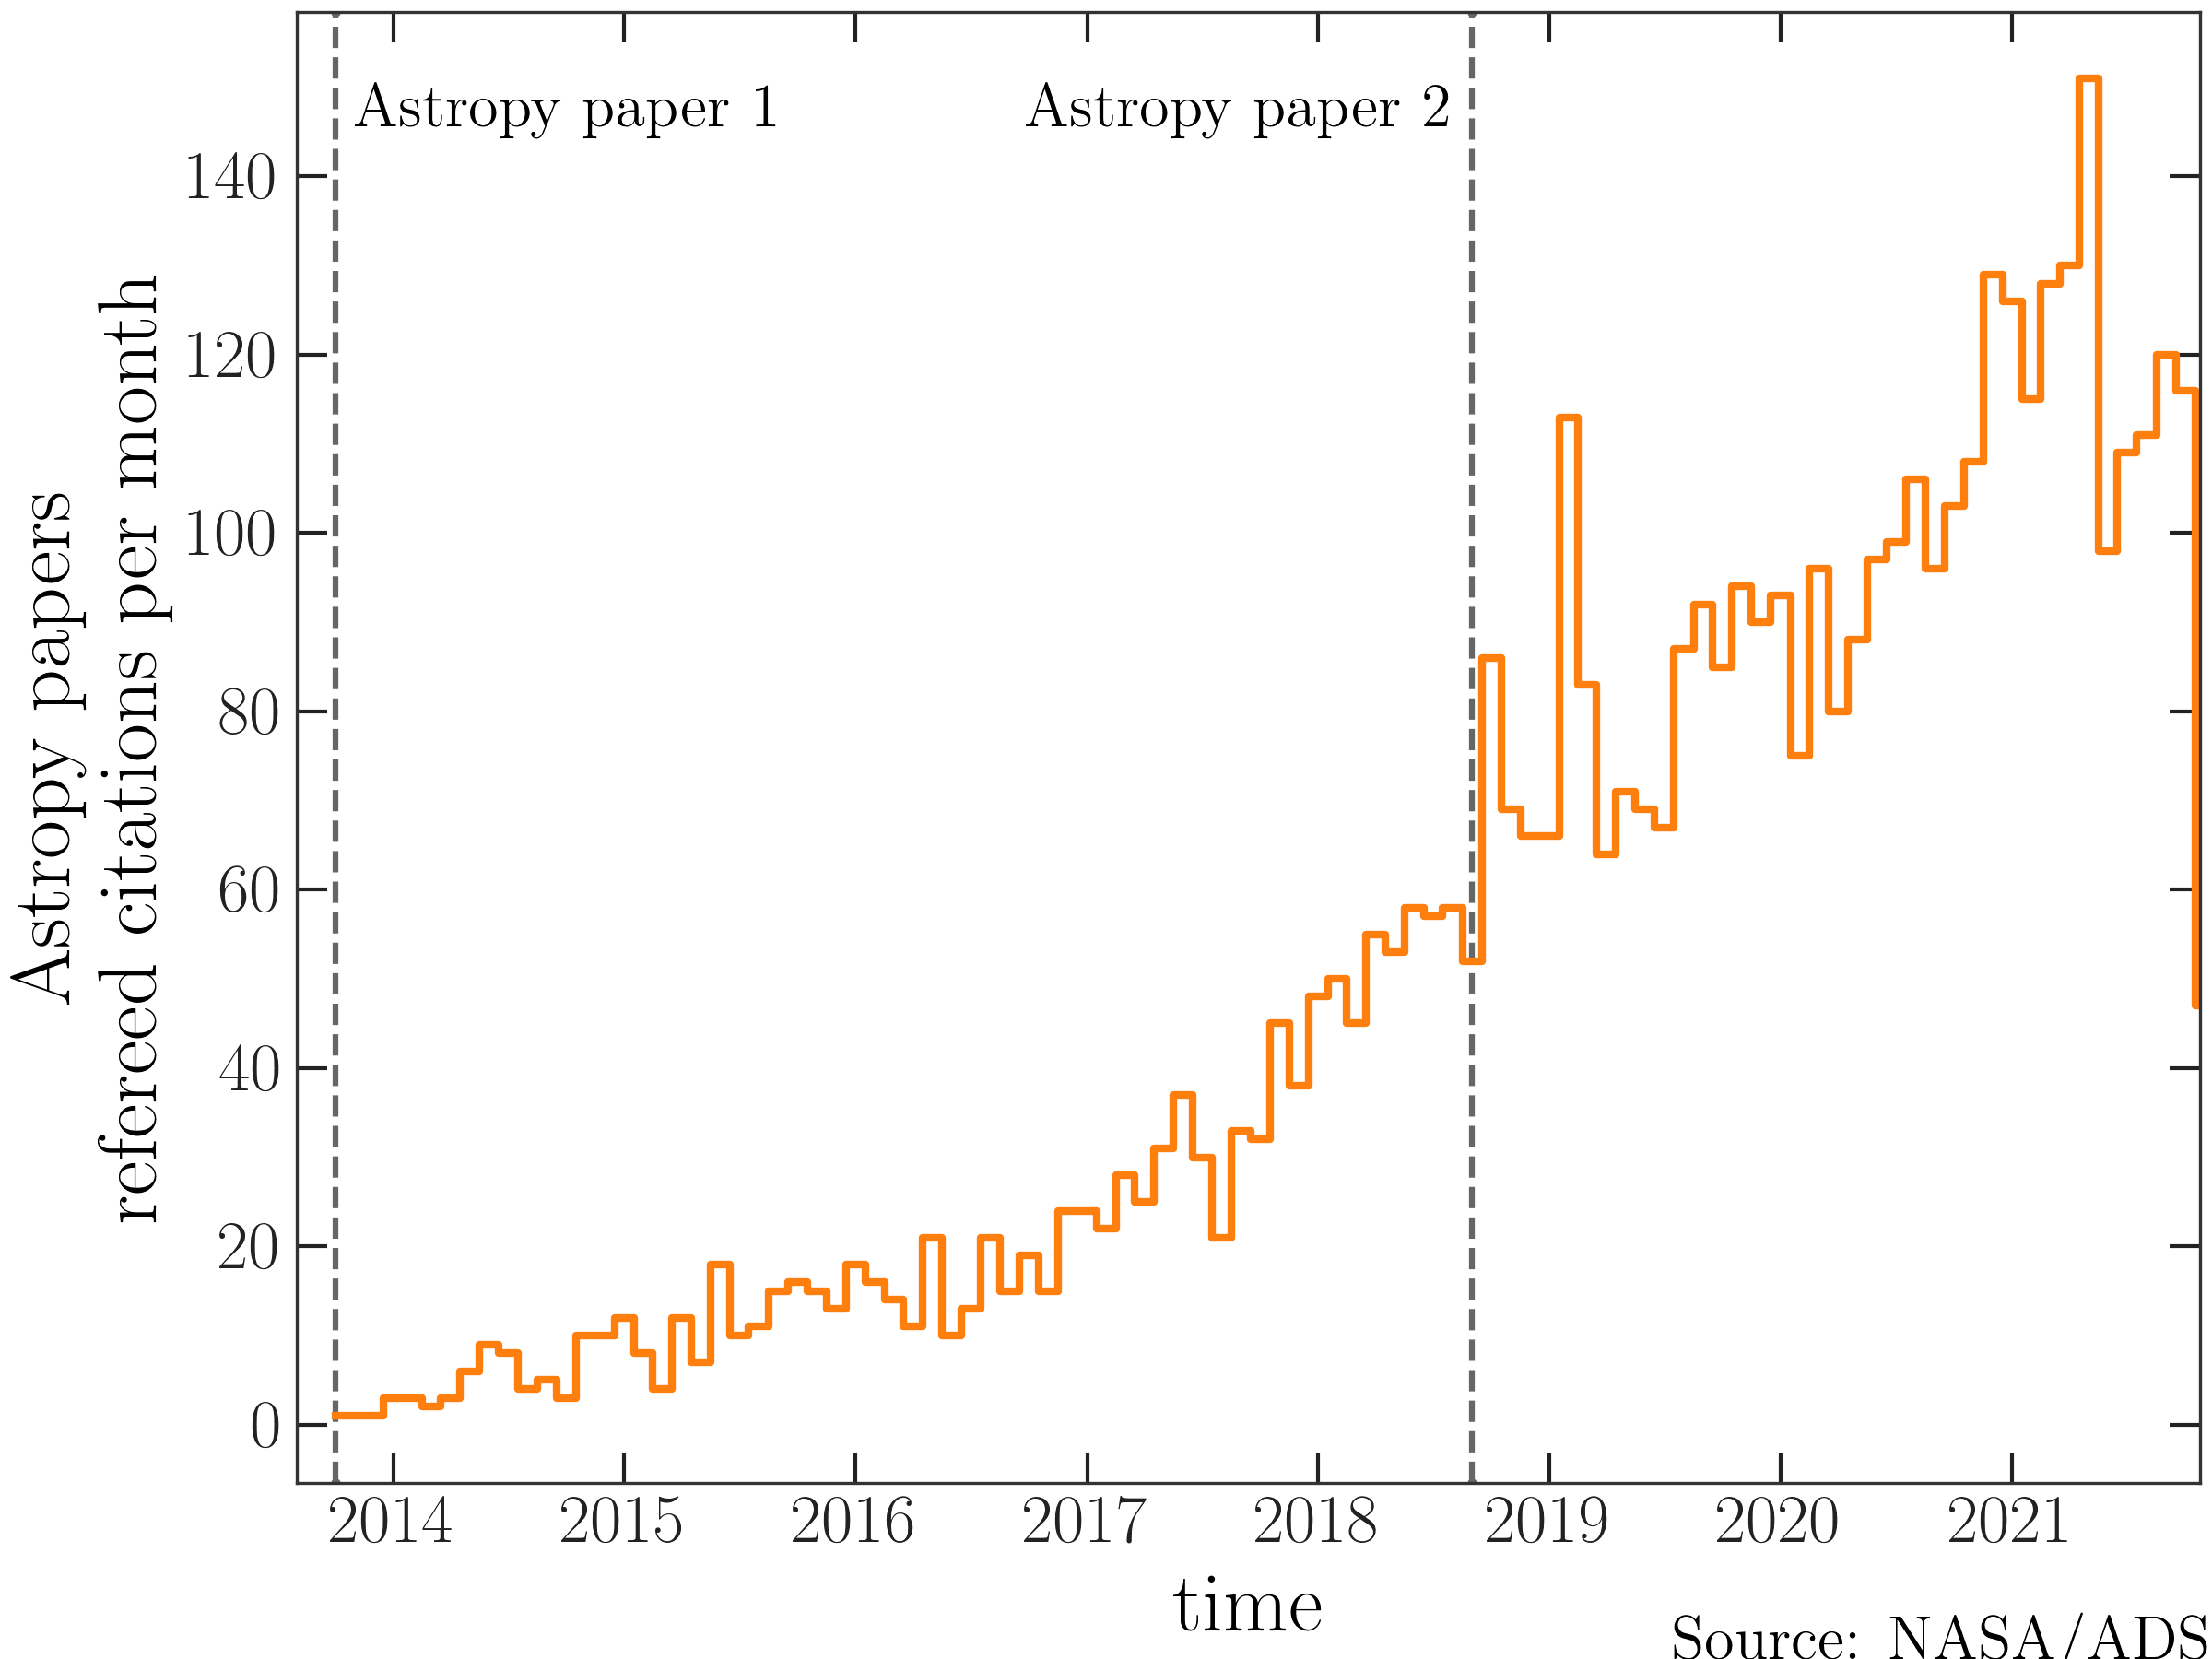 Astropy paper 1
Astropy paper 2
Astropy papers
refereed citations per month
140
120
100
80
60
40
20
0
2014
2015
2016
2017
2018
2019
2020
2021
time
Source: NASA/ADS